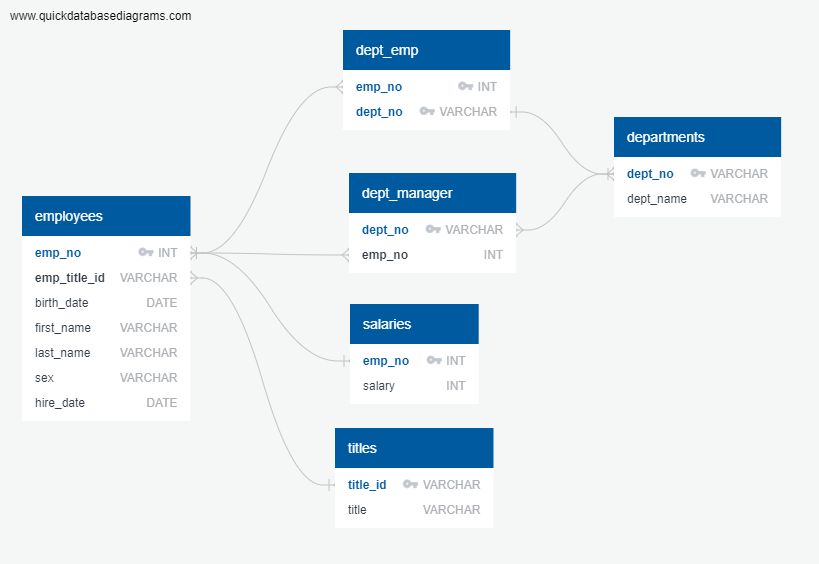 www.quickdatabasediagrams.com
dept_emp
emp_no INT
dept_no VARCHAR
departments
dept_no VARCHAR
dept_name VARCHAR
dept_manager
dept_no VARCHAR
emp_no INT
employees
emp_no INT
emp_title_id VARCHAR
birth_date DATE
first_name VARCHAR
last_name VARCHAR
sex VARCHAR
hire_date DATE
salaries
emp_no INT
salary INT
titles
title_id VARCHAR
title VARCHAR